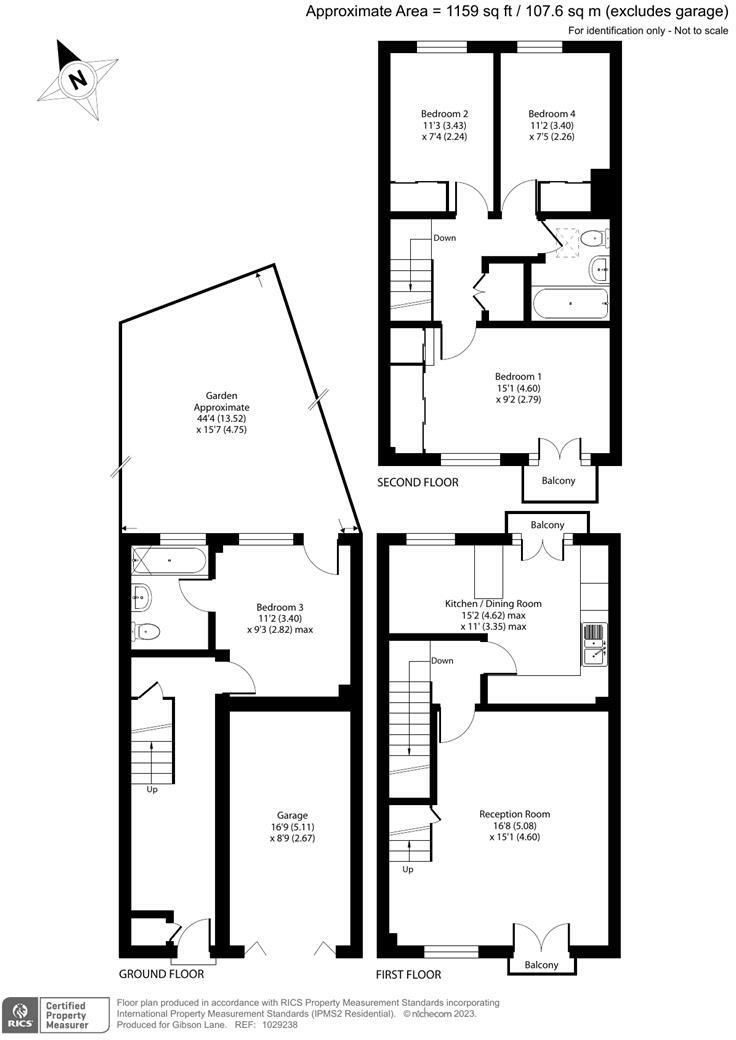 Approximate Area = 1159 sq ft / 107.6 sq m (excludes garage)
For identification only - Not to scale
N
Bedroom 2
11'3 (3.43)
x 7'4 (2.24)
Bedroom 4
11'2 (3.40)
x 7'5 (2.26)
Down
Bedroom 1
15'1 (4.60)
x 9'2 (2.79)
SECOND FLOOR
Balcony
Garden
Approximate
44'4 (13.52)
x 15'7 (4.75)
Balcony
Bedroom 3
11'2 (3.40)
x 9'3 (2.82) max
Kitchen / Dining Room
15'2 (4.62) max
x 11' (3.35) max
Down
Up
Garage
16'9 (5.11)
x 8'9 (2.67)
Reception Room
16'8 (5.08)
x 15'1 (4.60)
Up
Balcony
GROUND FLOOR
FIRST FLOOR
RICS
Certified
Property
Measurer
Floor plan produced in accordance with RICS Property Measurement Standards incorporating
International Property Measurement Standards (IPMS2 Residential). © nichecom 2023.
Produced for Gibson Lane. REF: 1029238